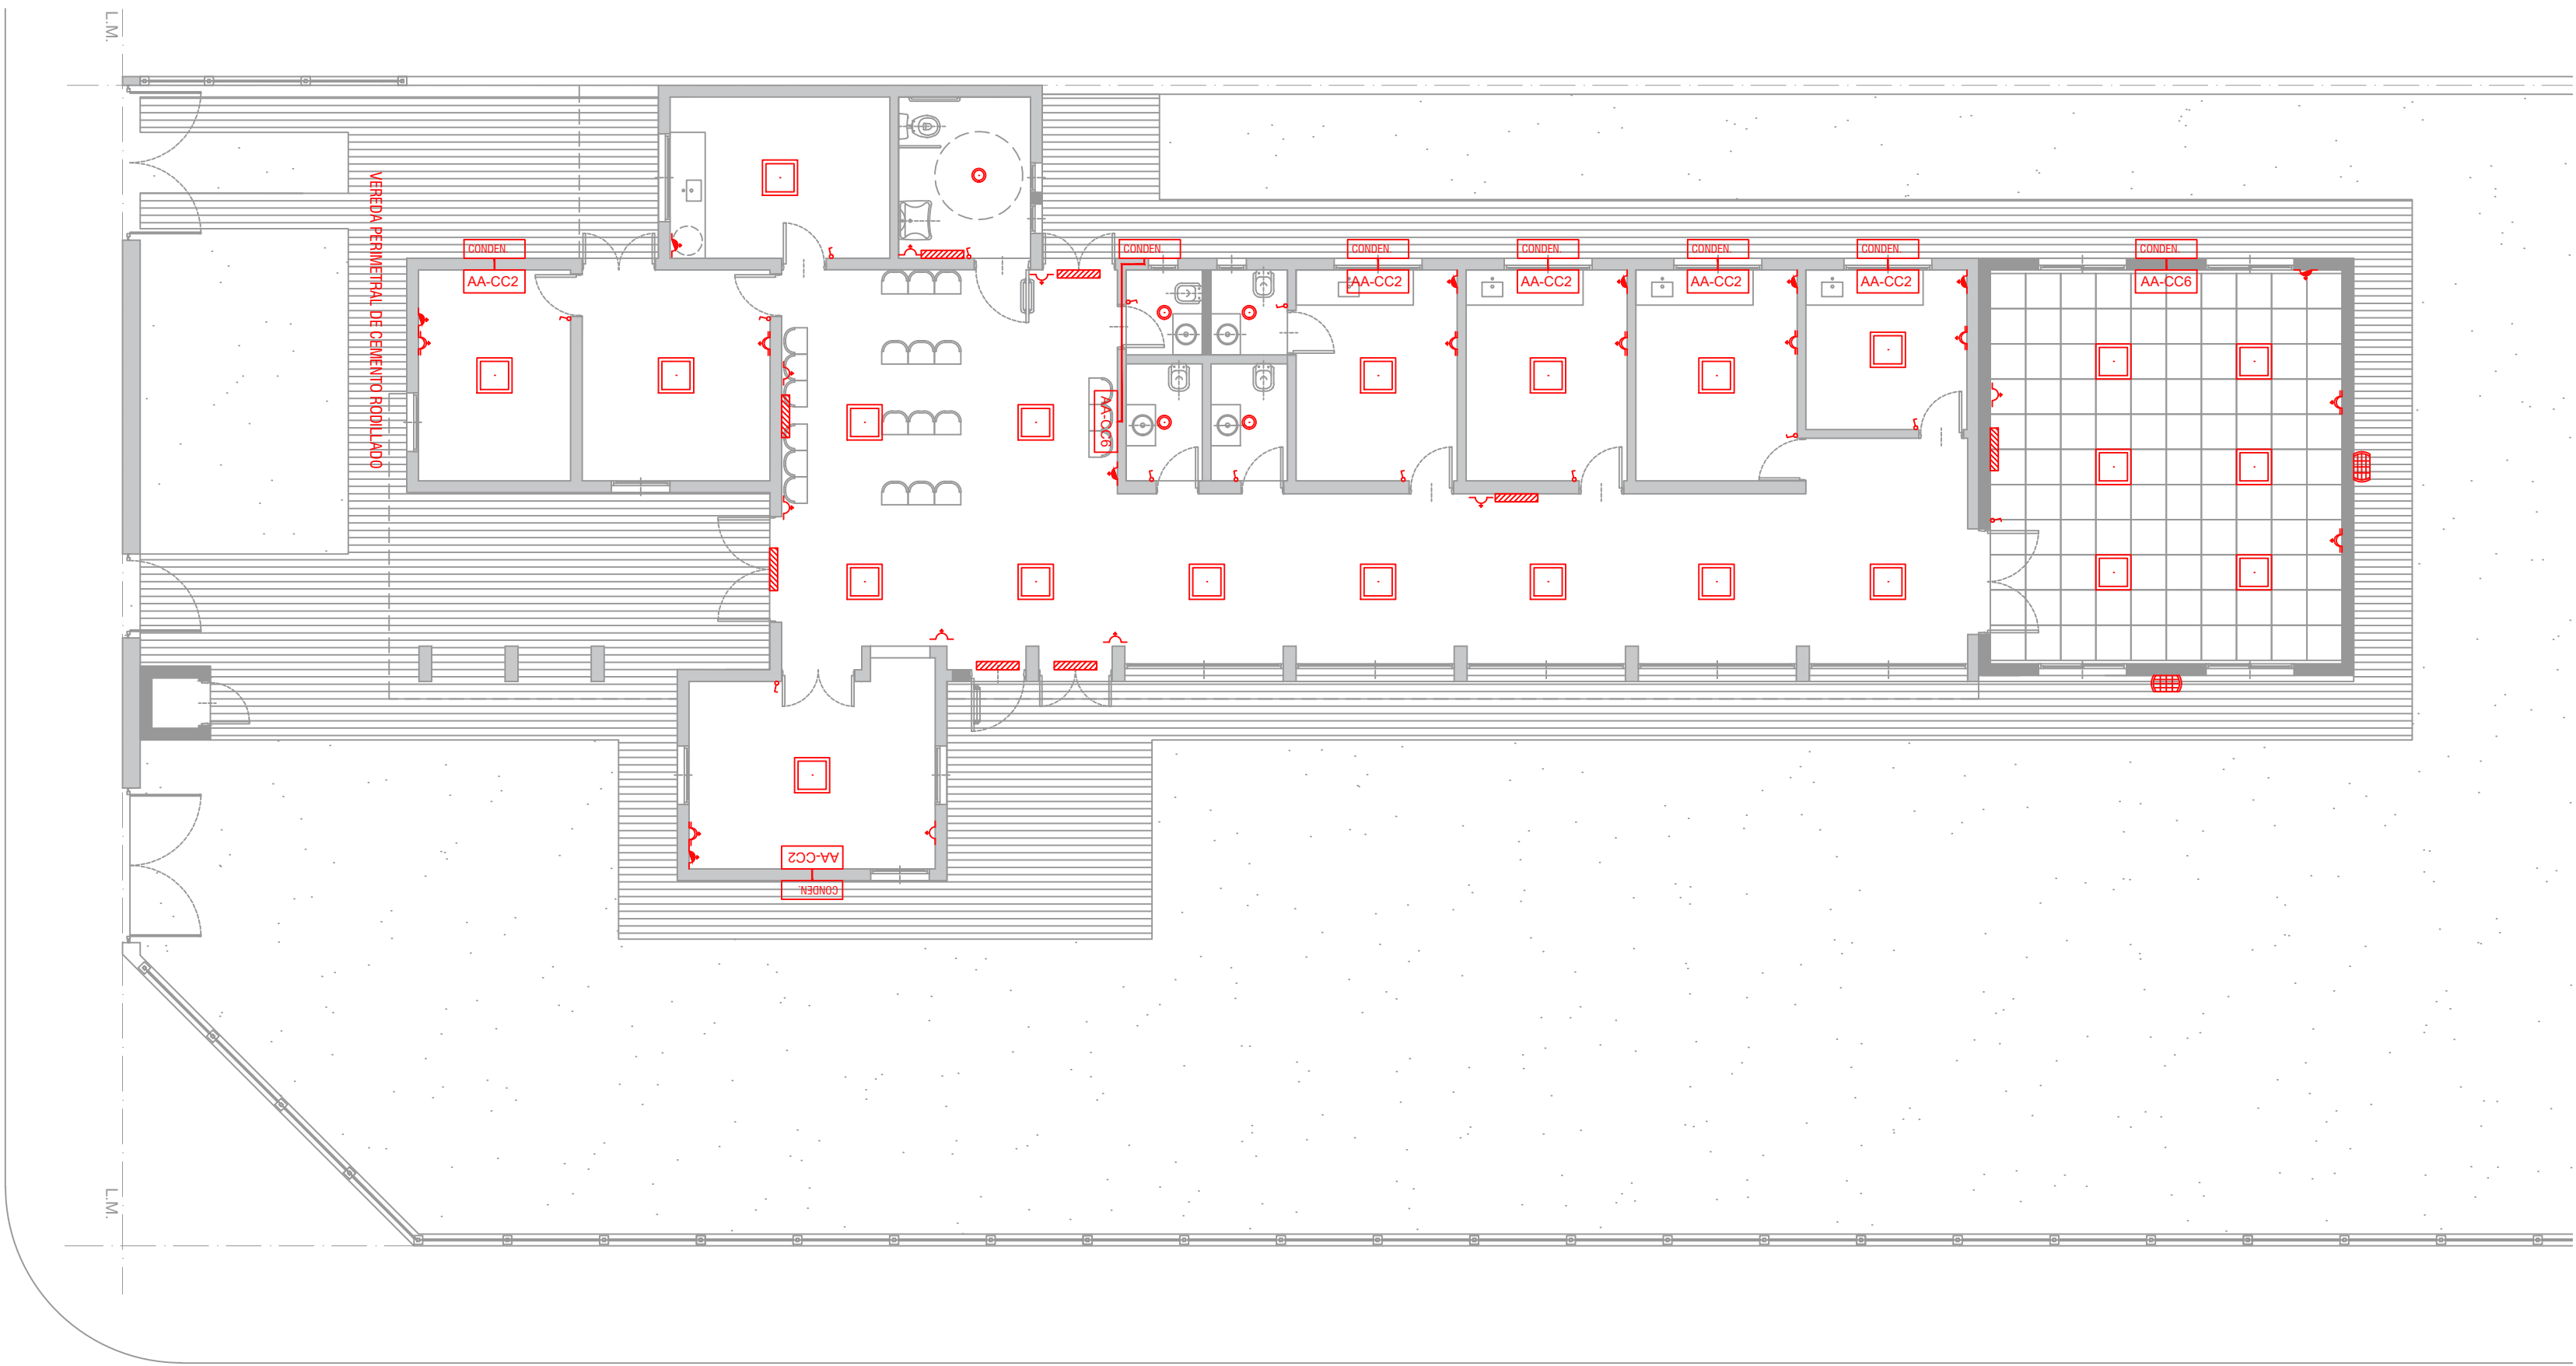 L.M.
VEREDA PERIMETRAL DE CEMENTO RODILLADO
CONDEN.
AA-CC2
CONDEN.
AA-CC6
CONDEN.
AA-CC2
CONDEN.
AA-CC2
CONDEN.
AA-CC2
CONDEN.
AA-CC2
CONDEN.
AA-CC6
AA-CC2
CONDEN.
L.M.